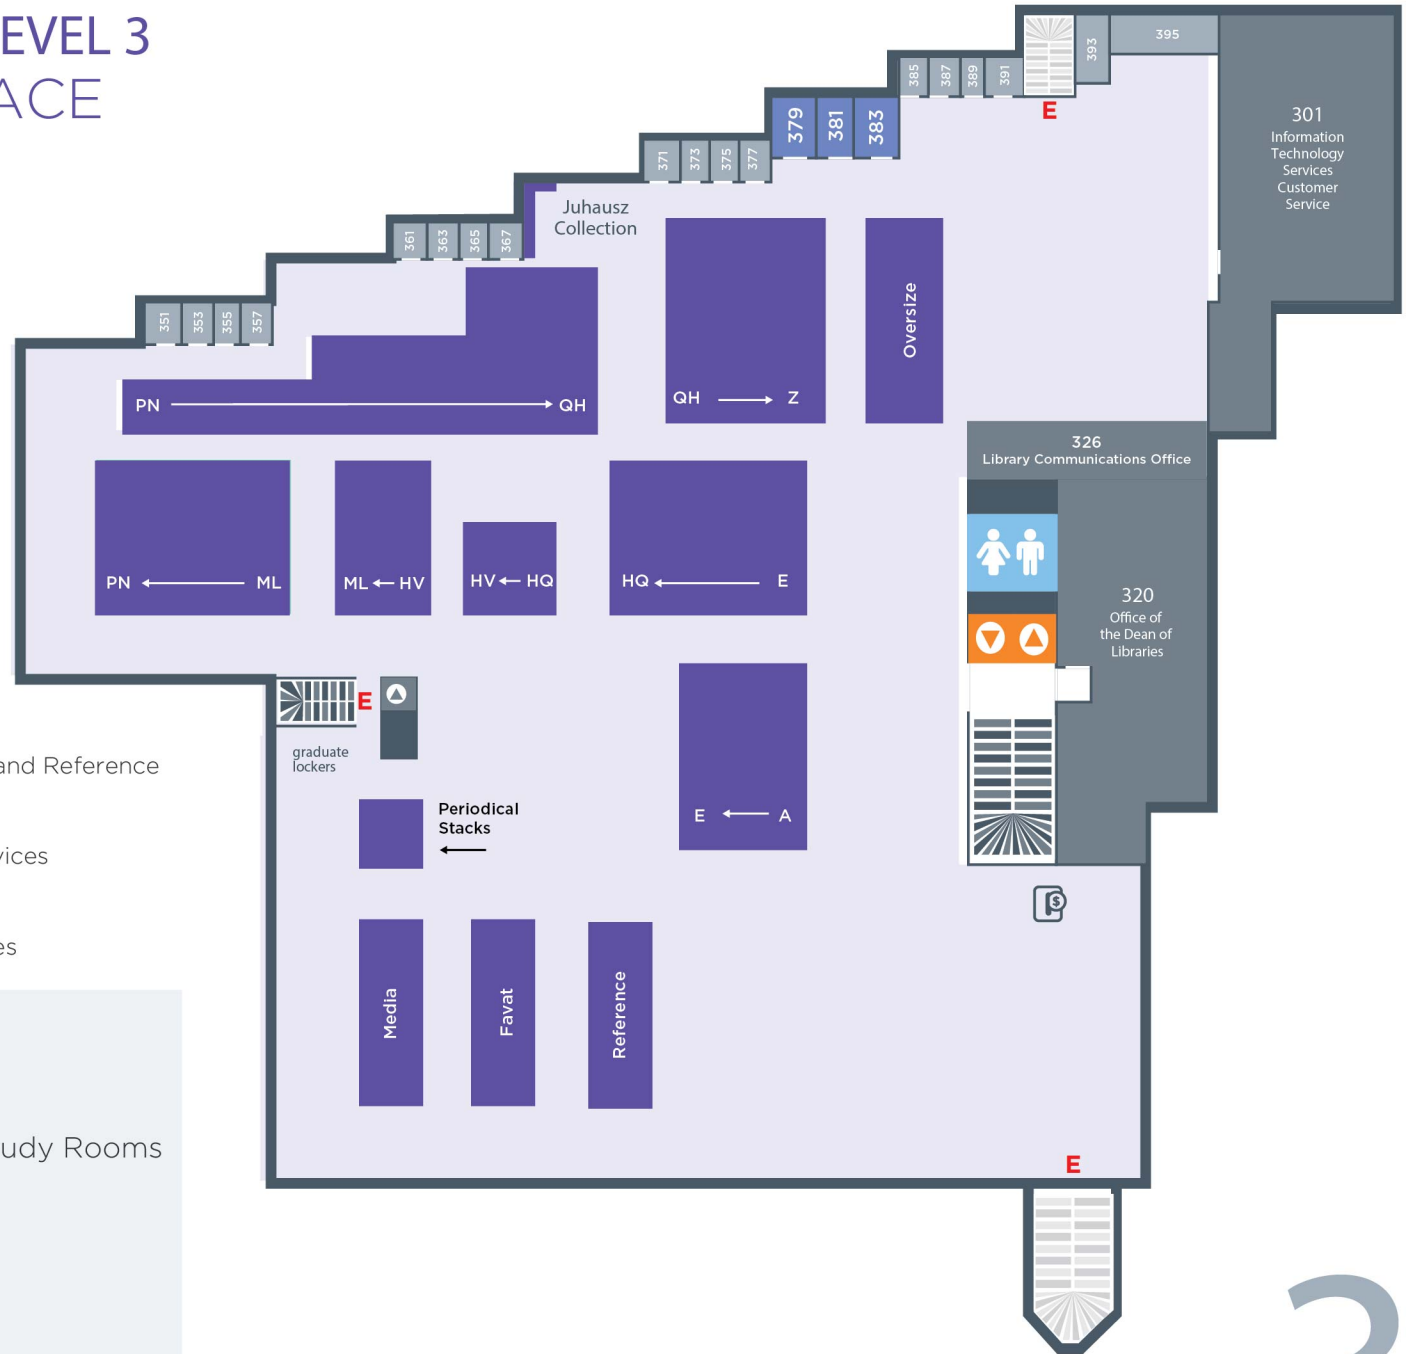 EVEL 3
ACE
385
387
389
391
393
395
E
379
381
383
301
Information
Technology
Services
Customer
Service
371
373
375
377
Juhausz
Collection
361
363
365
367
351
353
355
357
Oversize
PN
QH
QH
Z
326
Library Communications Office
PN
ML
ML
HV
HV
HQ
HQ
E
320
Office of
the Dean of
Libraries
E
graduate
lockers
and Reference
Periodical
Stacks
E
A
vices
$
es
Media
Favat
Reference
udy Rooms
E